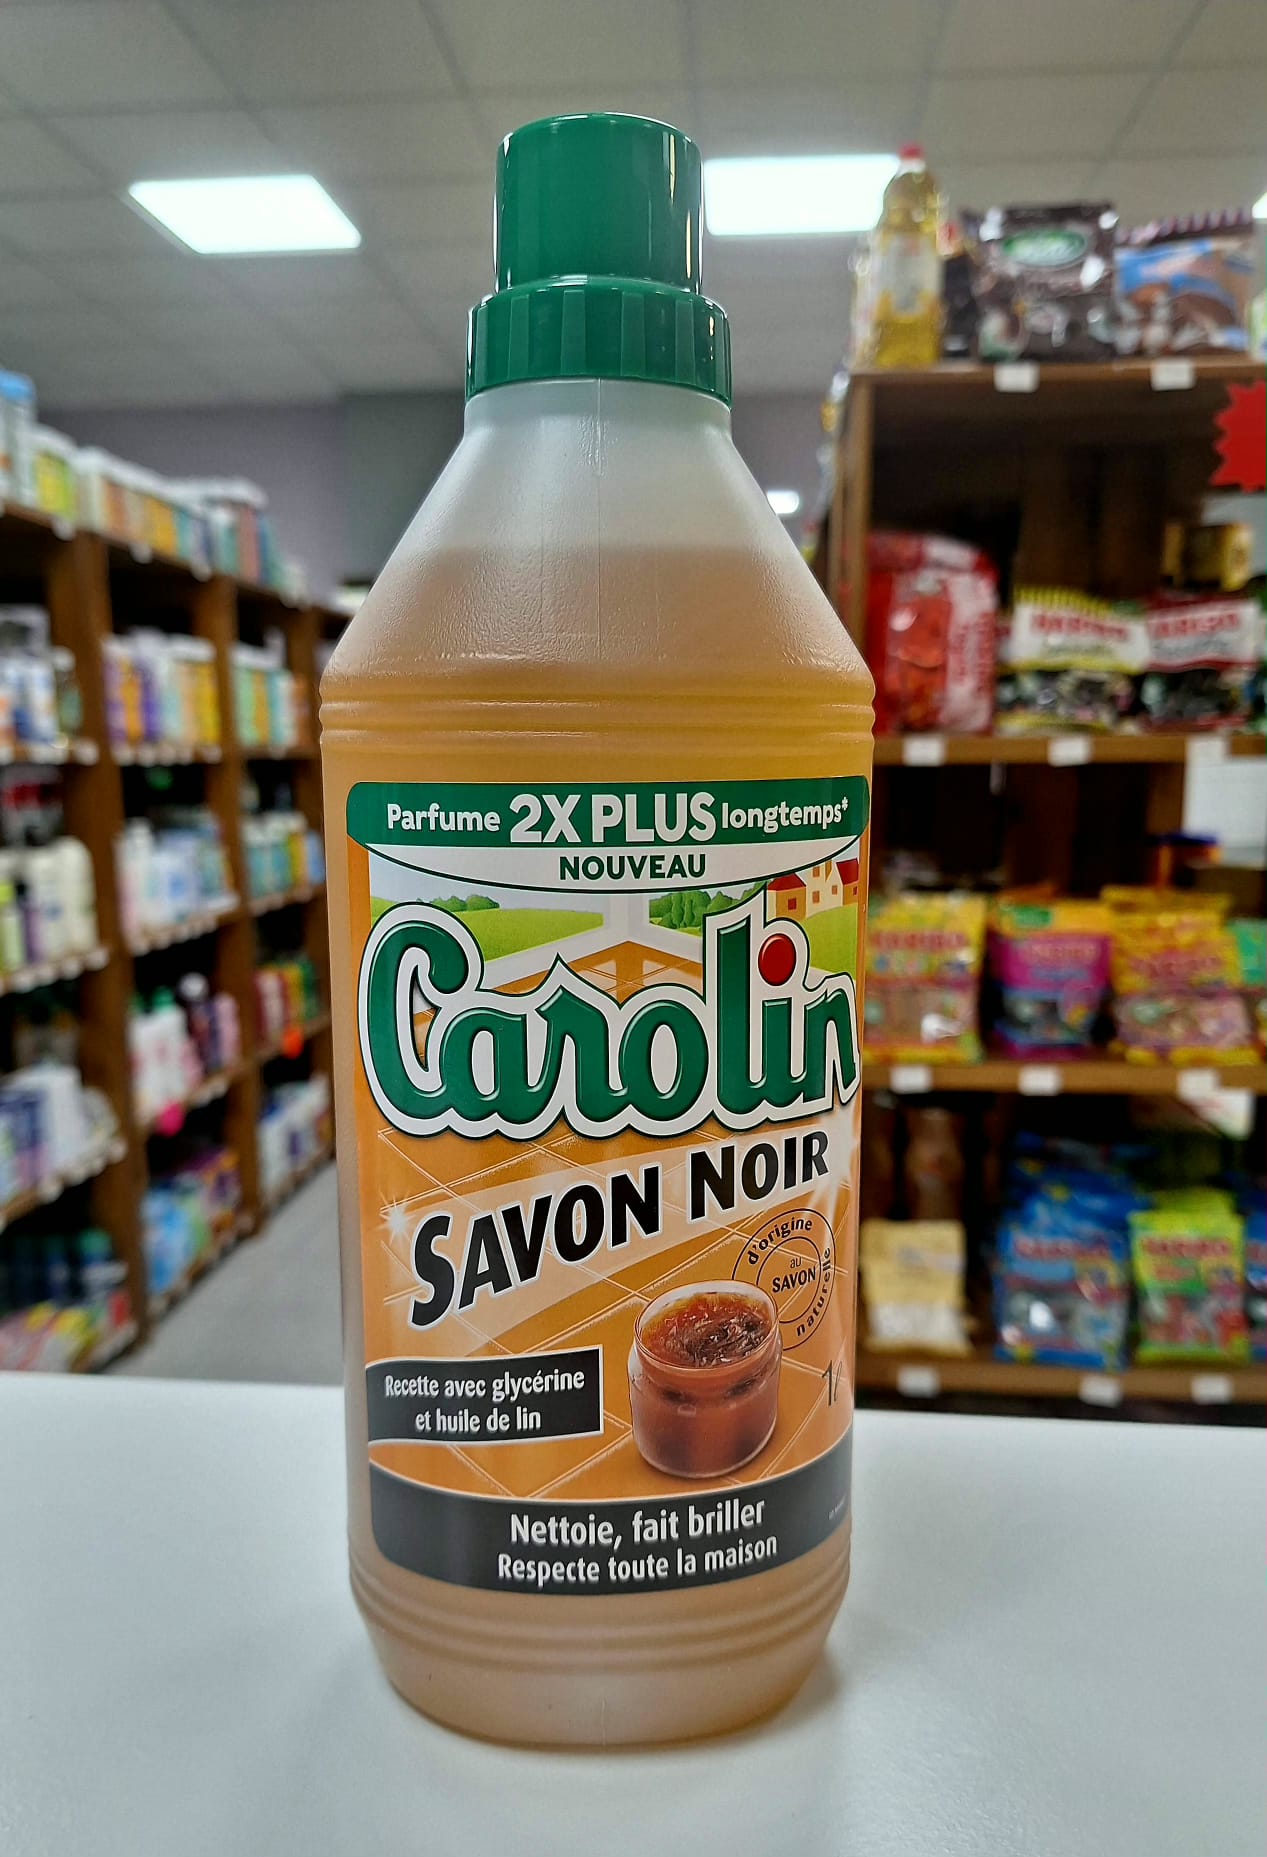 Parfume 2X PLUS longtemps*
NOUVEAU
Carolin
SAVON NOIR
d'origine
au
SAVON
naturelle
Recette avec glycérine
et huile de lin
1ℓ
Nettoie, fait briller
Respecte toute la maison